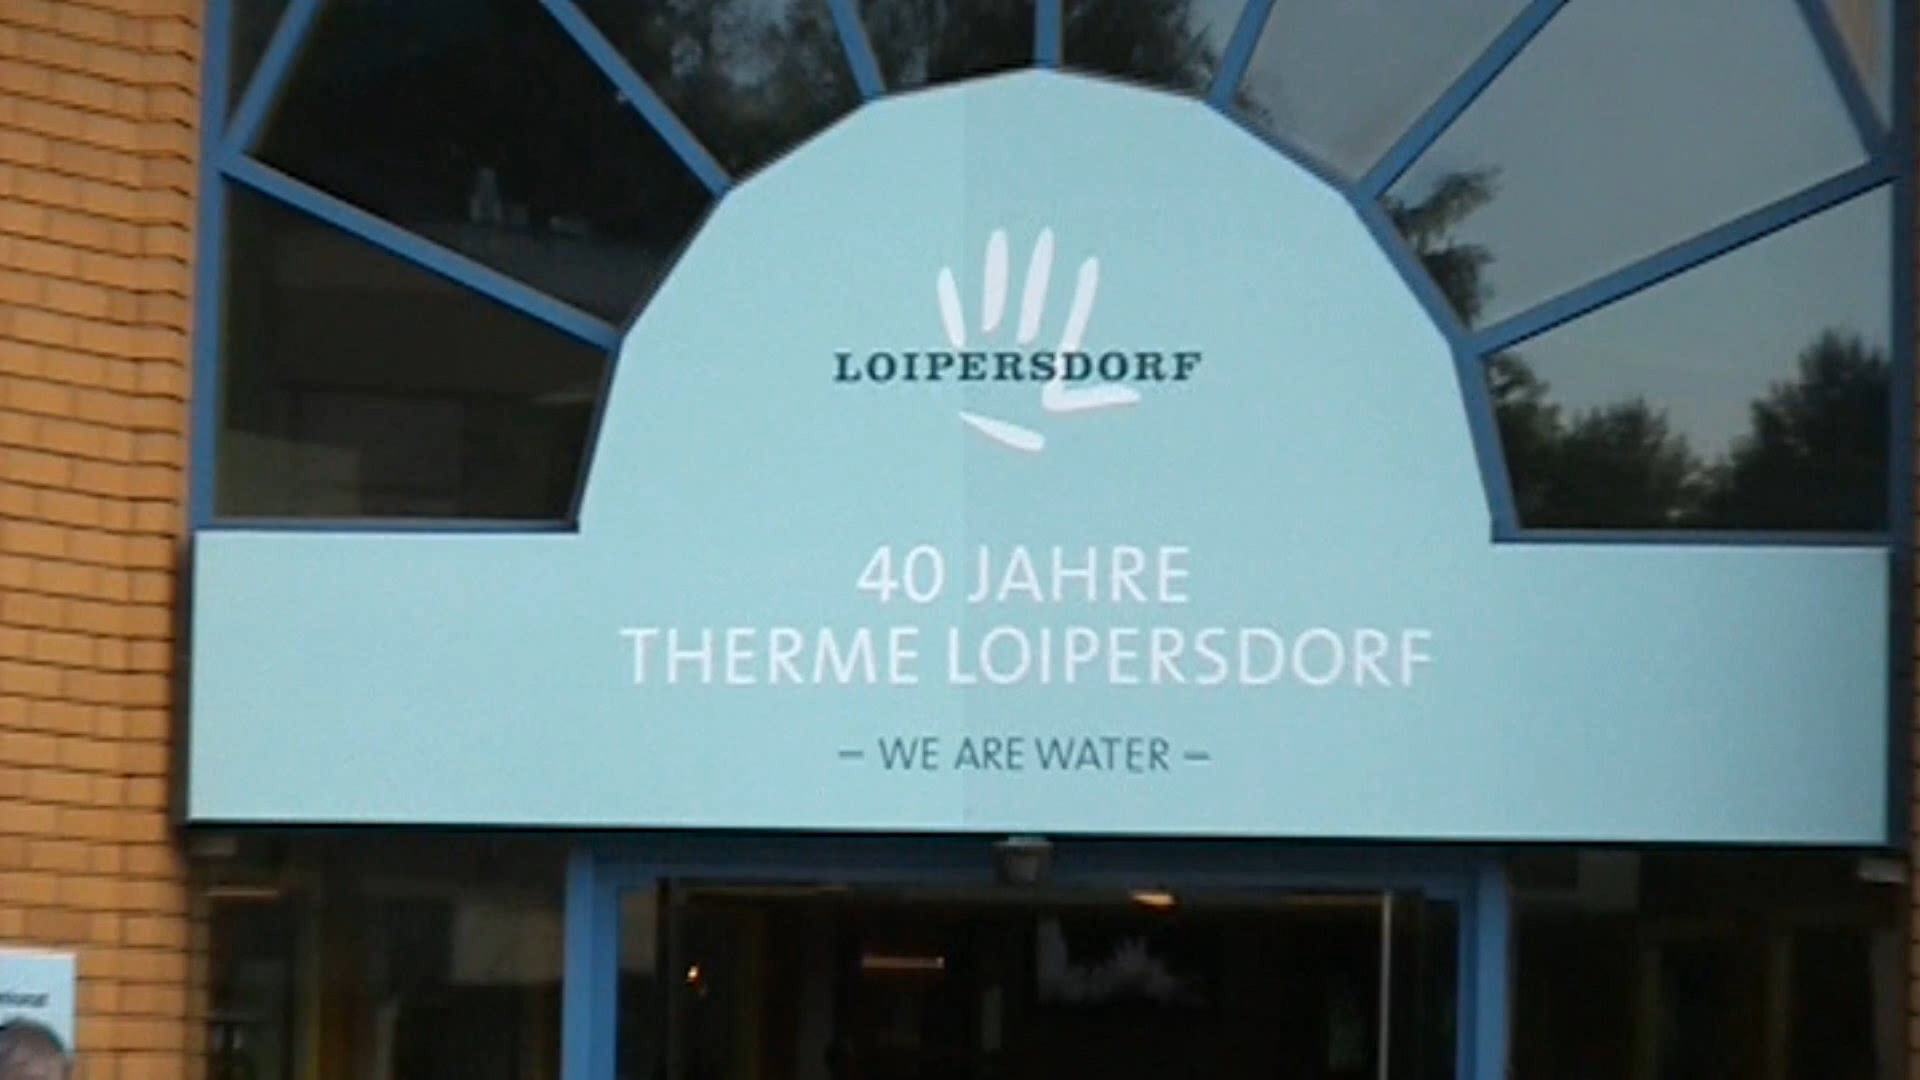 LOIPERSDORF
40 JAHRE
THERME LOIPERSDORF
– WE ARE WATER –